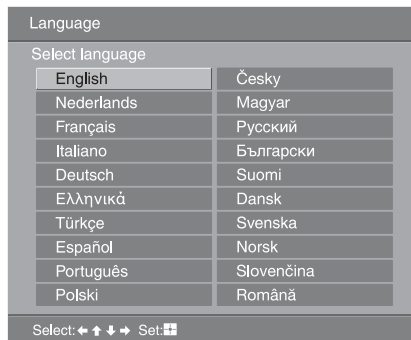 Language
Select language
English Česky
Nederlands Magyar
Français Русский
Italiano Български
Deutsch Suomi
Ελληνικά Dansk
Türkçe Svenska
Español Norsk
Português Slovenčina
Polski Română
Select: ← ↑ ↓ → Set: